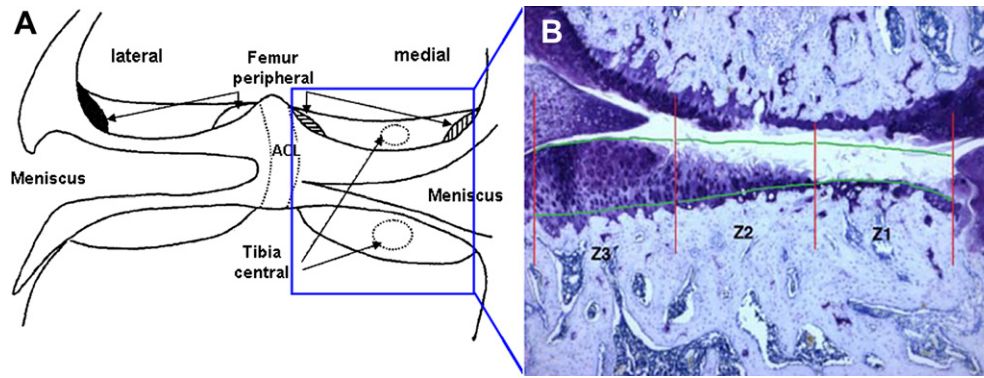 A
lateral
Femur
peripheral
medial
ACL
Meniscus
Meniscus
Tibia
central
B
Z3
Z2
Z1